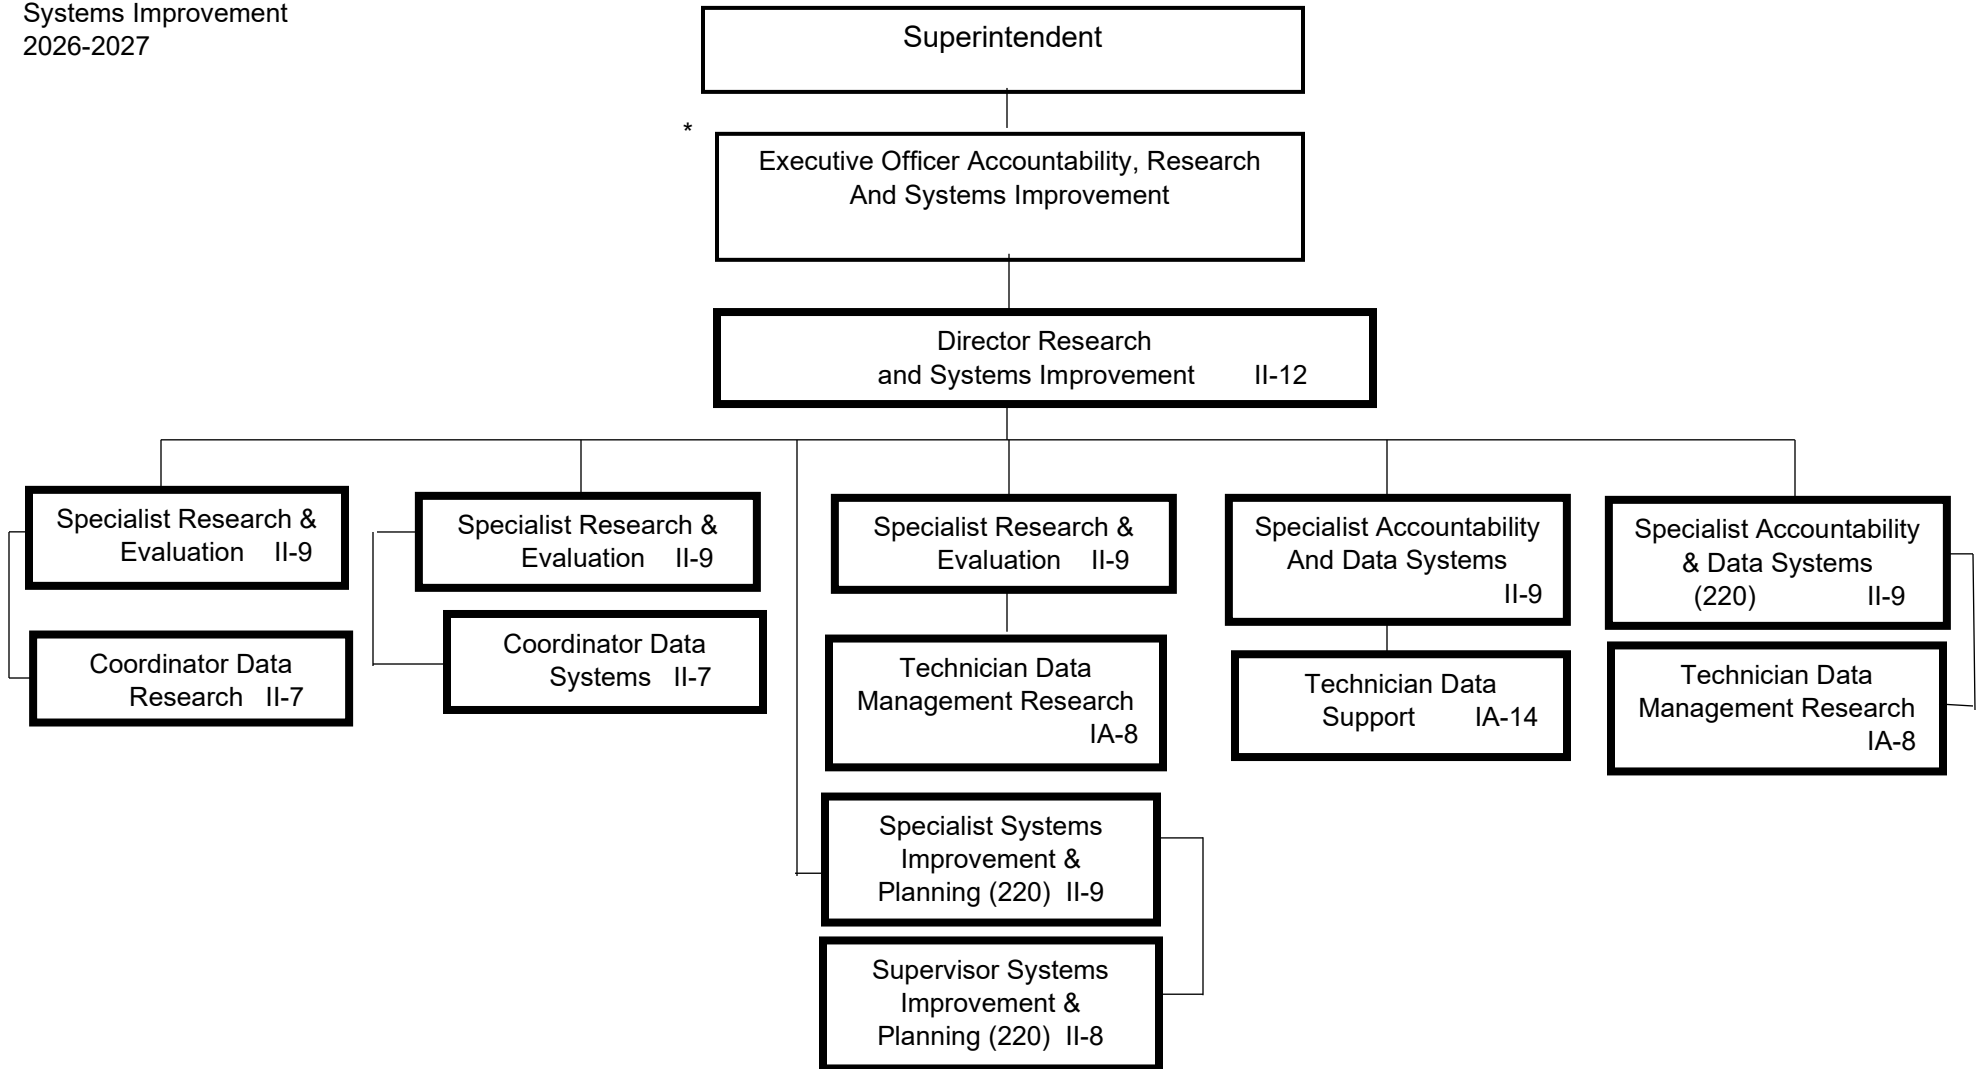 Systems Improvement
2026-2027
Superintendent
*
Executive Officer Accountability, Research
And Systems Improvement
Director Research
and Systems Improvement II-12
Specialist Research &
Evaluation II-9
Coordinator Data
Research II-7
Specialist Research &
Evaluation II-9
Coordinator Data
Systems II-7
Specialist Research &
Evaluation II-9
Technician Data
Management Research
IA-8
Specialist Systems
Improvement &
Planning (220) II-9
Supervisor Systems
Improvement &
Planning (220) II-8
Specialist Accountability
And Data Systems
II-9
Technician Data
Support IA-14
Specialist Accountability
& Data Systems
(220) II-9
Technician Data
Management Research
IA-8